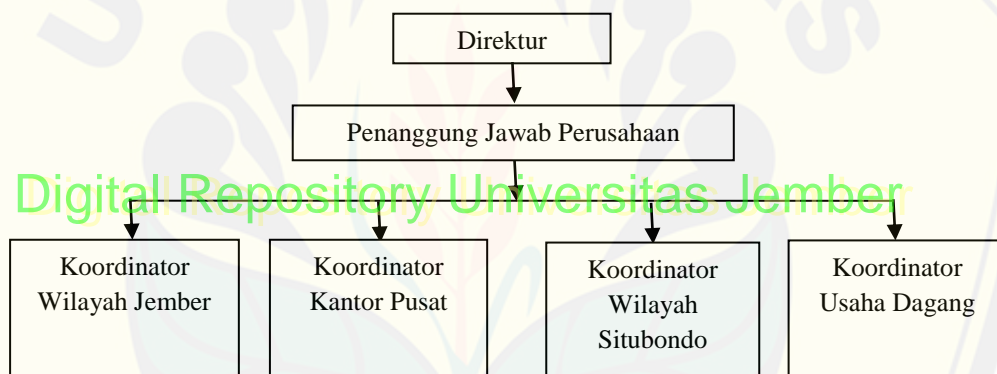 Direktur
Penanggung Jawab Perusahaan
Digital Repository Universitas Jember
Koordinator
Wilayah Jember
Koordinator
Kantor Pusat
Koordinator
Wilayah
Situbondo
Koordinator
Usaha Dagang